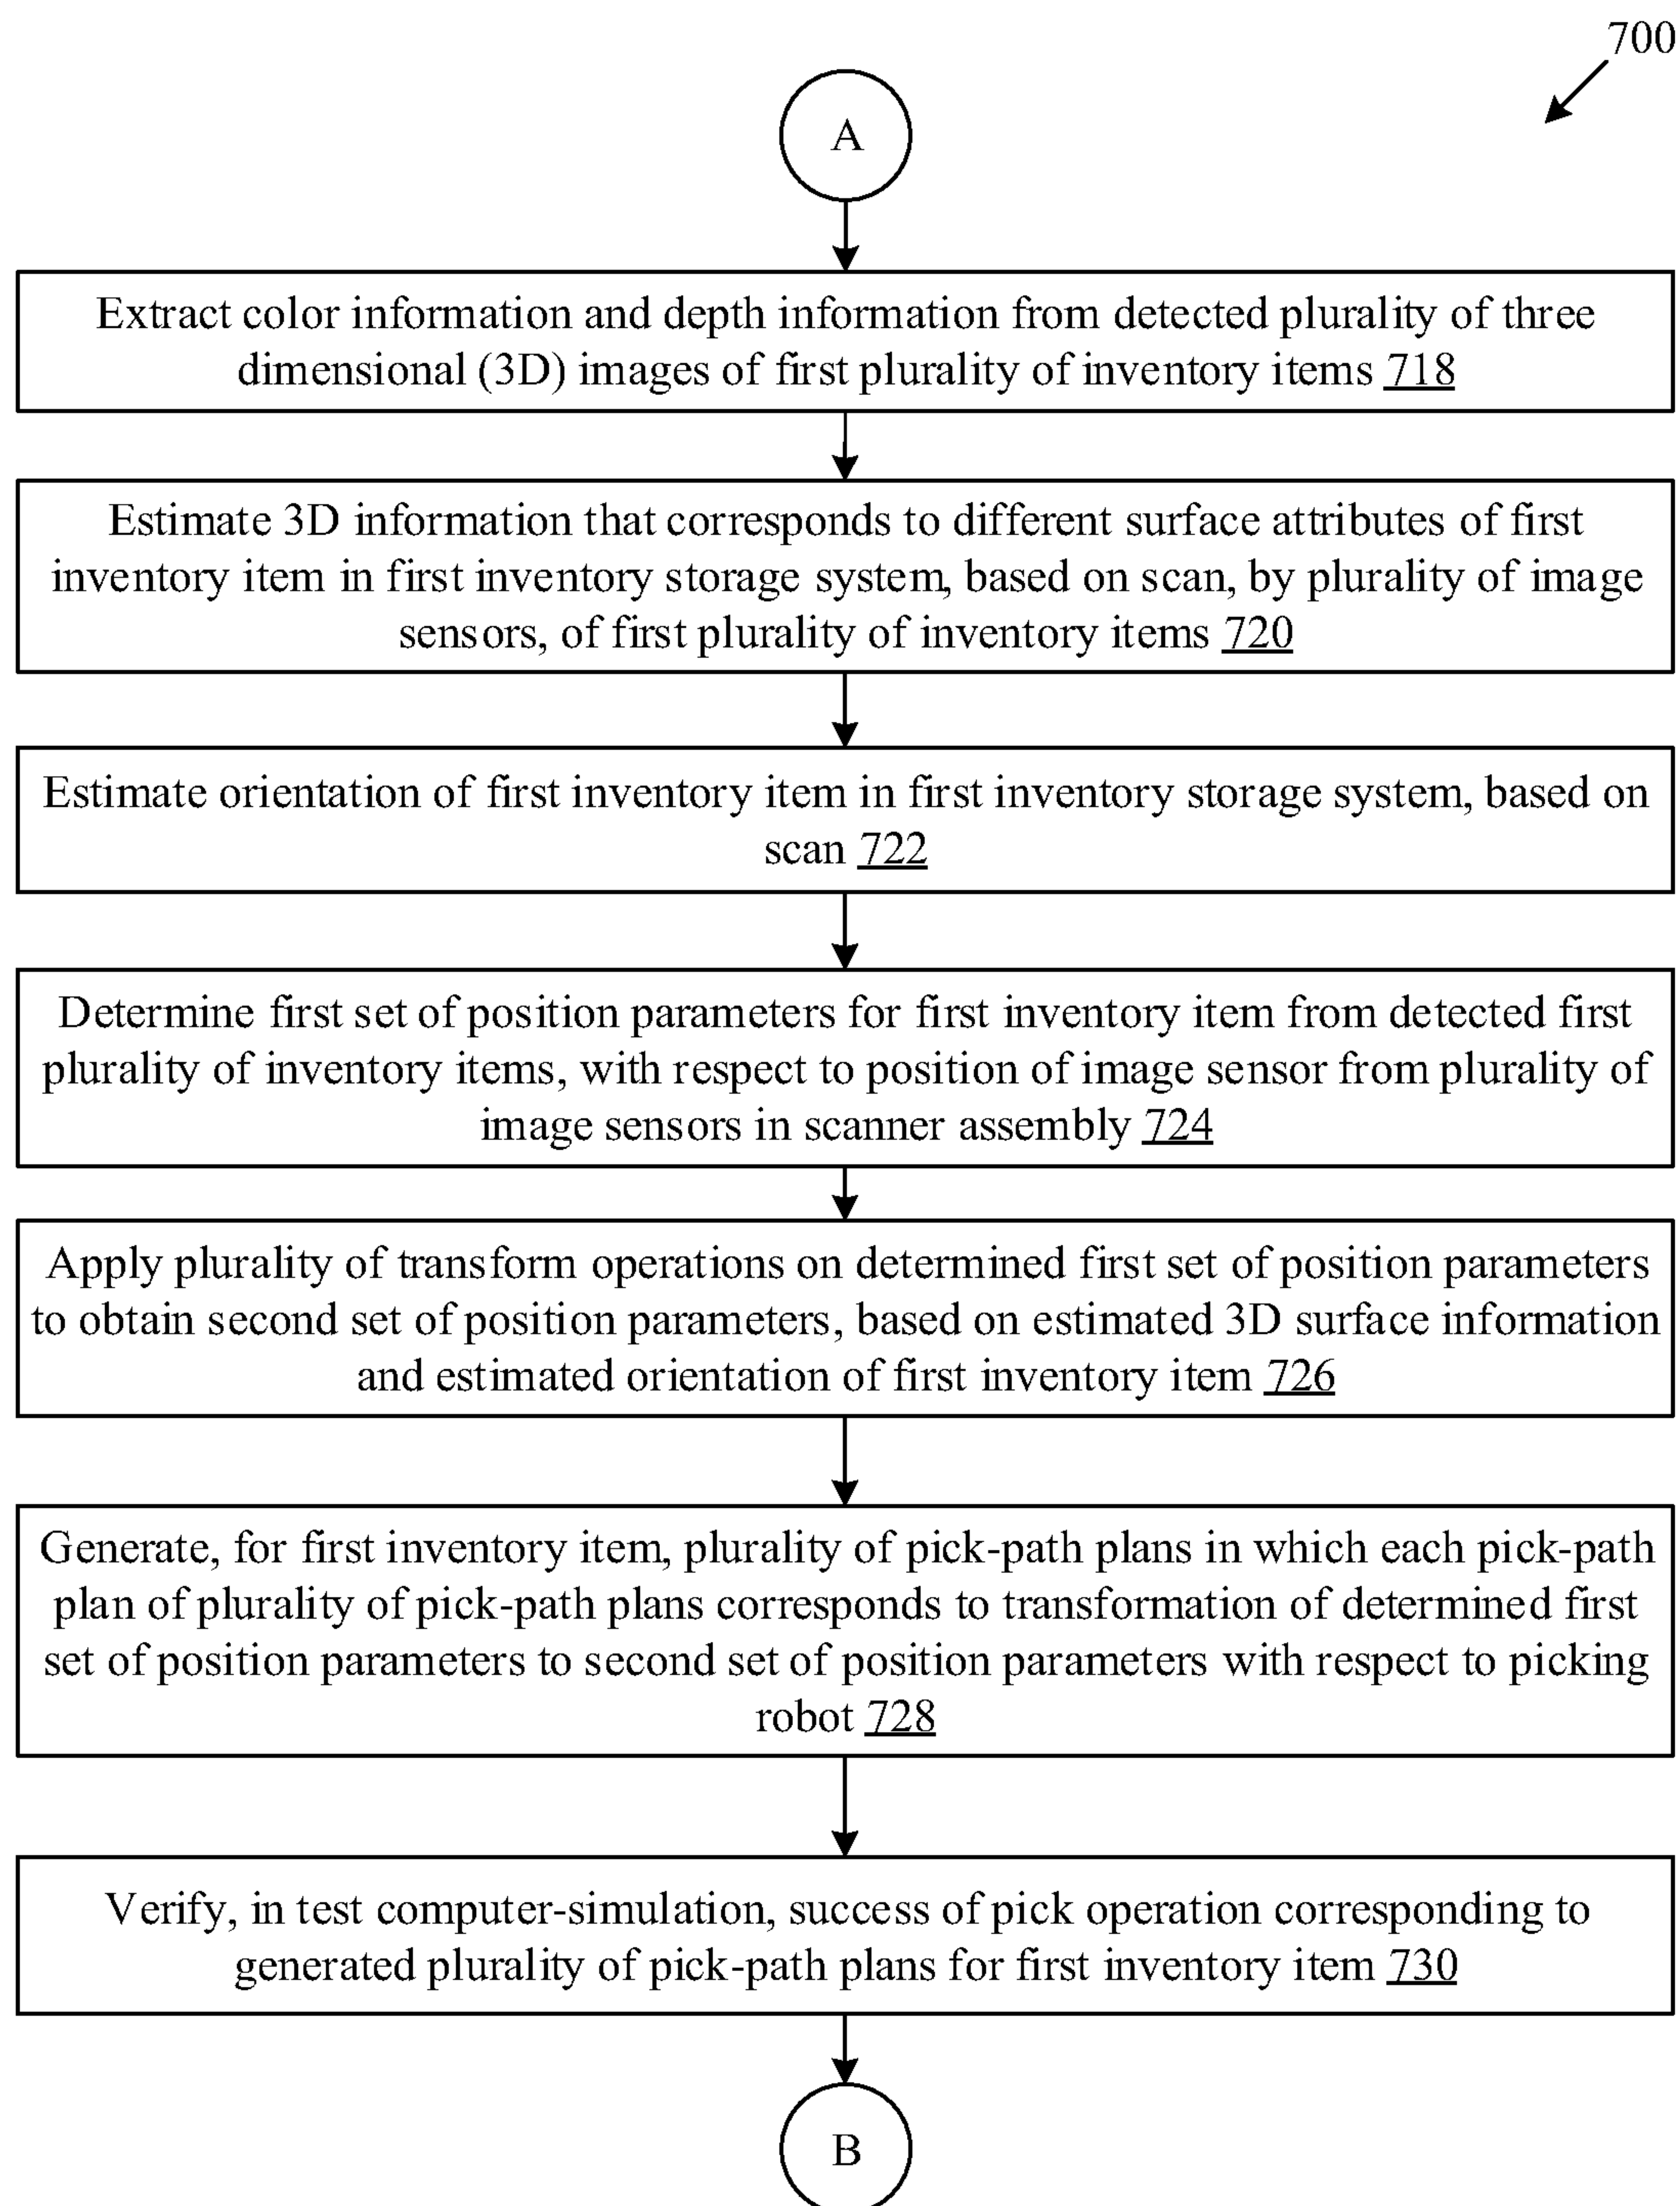 700
A
Extract color information and depth information from detected plurality of three
dimensional (3D) images of first plurality of inventory items 718
Estimate 3D information that corresponds to different surface attributes of first
inventory item in first inventory storage system, based on scan, by plurality of image
sensors, of first plurality of inventory items 720
Estimate orientation of first inventory item in first inventory storage system, based on
scan 722
Determine first set of position parameters for first inventory item from detected first
plurality of inventory items, with respect to position of image sensor from plurality of
image sensors in scanner assembly 724
Apply plurality of transform operations on determined first set of position parameters
to obtain second set of position parameters, based on estimated 3D surface information
and estimated orientation of first inventory item 726
Generate, for first inventory item, plurality of pick-path plans in which each pick-path
plan of plurality of pick-path plans corresponds to transformation of determined first
set of position parameters to second set of position parameters with respect to picking
robot 728
Verify, in test computer-simulation, success of pick operation corresponding to
generated plurality of pick-path plans for first inventory item 730
B